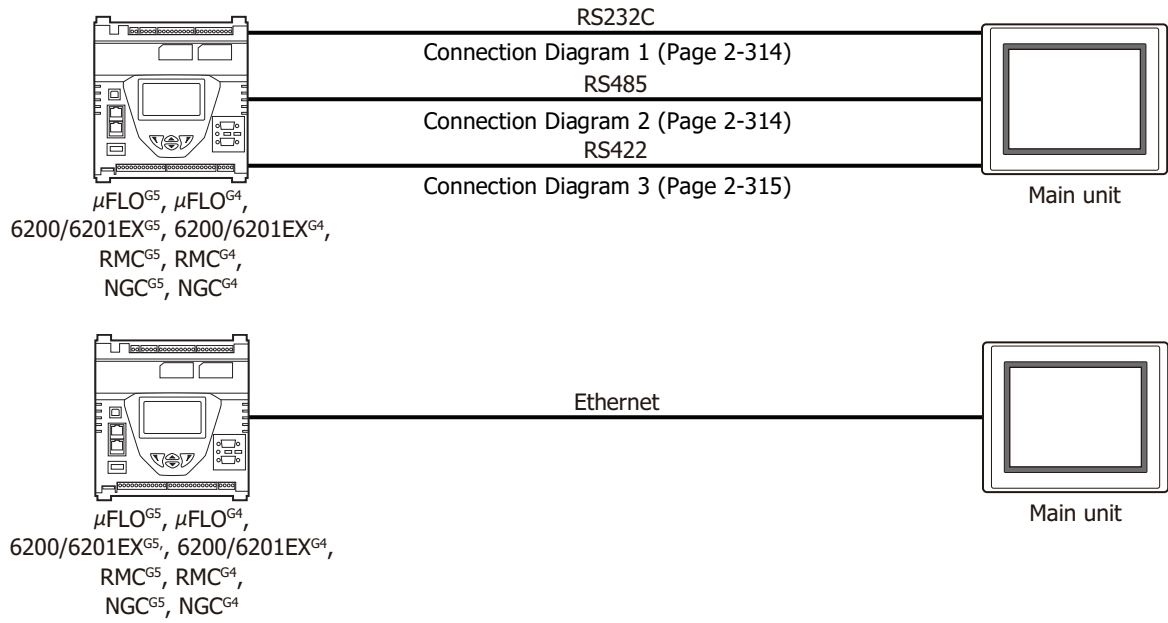 RS232C
Connection Diagram 1 (Page 2-314)
RS485
Connection Diagram 2 (Page 2-314)
RS422
Connection Diagram 3 (Page 2-315)
Main unit
μFLOᴳ⁵, μFLOᴳ⁴,
6200/6201EXᴳ⁵, 6200/6201EXᴳ⁴,
RMCᴳ⁵, RMCᴳ⁴,
NGCᴳ⁵, NGCᴳ⁴
Ethernet
Main unit
μFLOᴳ⁵, μFLOᴳ⁴,
6200/6201EXᴳ⁵,, 6200/6201EXᴳ⁴,
RMCᴳ⁵, RMCᴳ⁴,
NGCᴳ⁵, NGCᴳ⁴